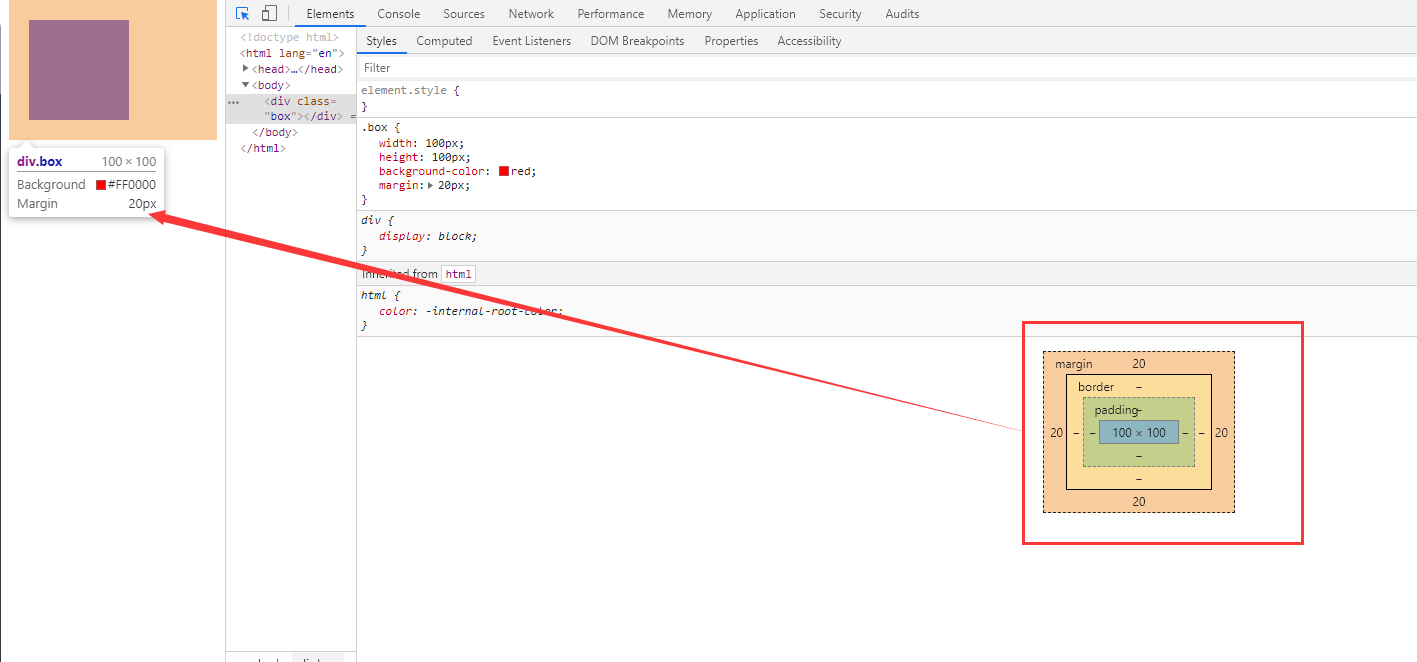 Elements Console Sources Network Performance Memory Application Security Audits
<!doctype html>
<html lang="en">
<head>…</head>
<body>
<div class=
"box"></div> =
</body>
</html>
div.box 100 × 100
Background #FF0000
Margin 20px
Styles Computed Event Listeners DOM Breakpoints Properties Accessibility
Filter
element.style {
}
.box {
width: 100px;
height: 100px;
background-color: red;
margin: 20px;
}
div {
display: block;
}
Inherited from html
html {
color: -internal-root-color;
}
margin 20
border –
padding –
20 – – 100 × 100 – – 20
–
–
20